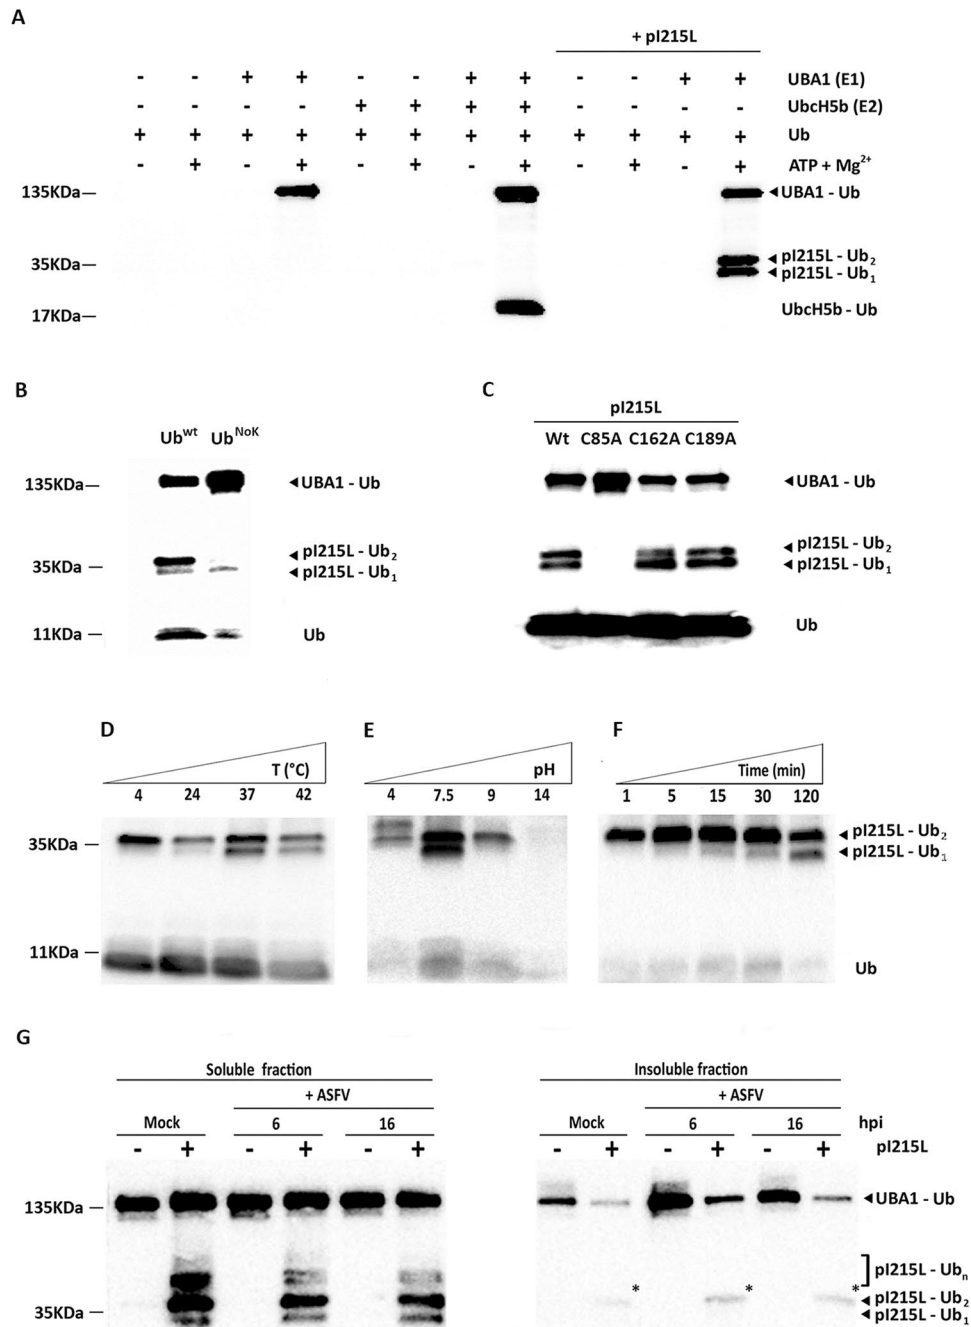 A
+ pI215L
- - + + - - + + - - + + UBA1 (E1)
- - - - + + + + - - - - UbcH5b (E2)
+ + + + + + + + + + + + Ub
- + - + - + - + - + - + ATP + Mg²⁺
135KDa— ◄UBA1 - Ub
35KDa— ◄pI215L - Ub₂
◄pI215L - Ub₁
17KDa— UbcH5b - Ub
B
Ubʷᵗ Ubᴺᵒᴷ
135KDa— ◄UBA1 - Ub
◄pI215L - Ub₂
35KDa— ◄pI215L - Ub₁
11KDa — Ub
C
pI215L
Wt C85A C162A C189A
◄UBA1 - Ub
◄pI215L - Ub₂
◄pI215L - Ub₁
Ub
D
T (°C)
4 24 37 42
35KDa —
11KDa —
E
pH
4 7.5 9 14
F
Time (min)
1 5 15 30 120
◄pI215L - Ub₂
◄pI215L - Ub₁
Ub
G
Soluble fraction
+ ASFV
Mock 6 16
- + - + - +
135KDa—
35KDa—
Insoluble fraction
+ ASFV
Mock 6 16 hpi
- + - + - + pI215L
◄UBA1 - Ub
pI215L - Ubₙ
* * *
◄pI215L - Ub₂
◄pI215L - Ub₁